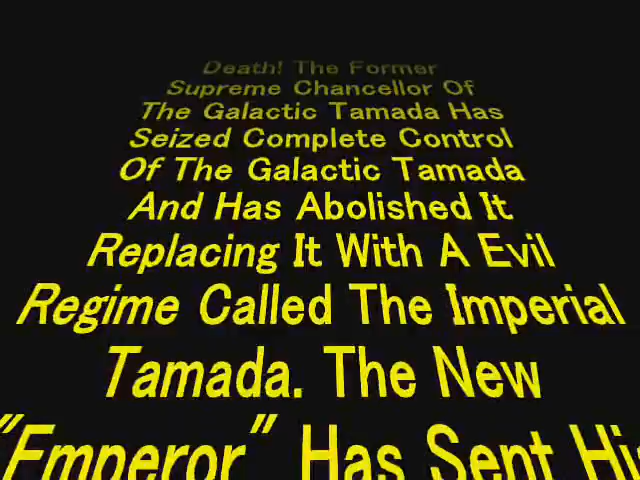 Death! The Former
Supreme Chancellor Of
The Galactic Tamada Has
Seized Complete Control
Of The Galactic Tamada
And Has Abolished It
Replacing It With A Evil
Regime Called The Imperial
Tamada. The New
"Emperor" Has Sent